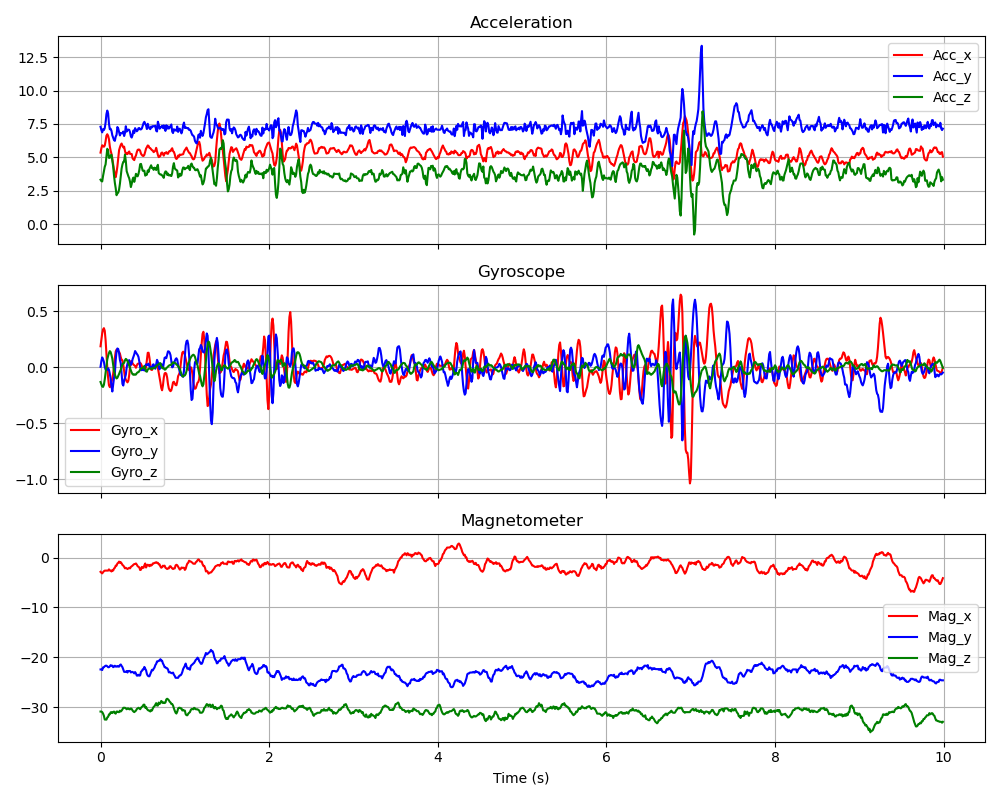 Acceleration
12.5
10.0
7.5
5.0
2.5
0.0
Acc_x
Acc_y
Acc_z
Gyroscope
0.5
0.0
−0.5
−1.0
Gyro_x
Gyro_y
Gyro_z
Magnetometer
0
−10
−20
−30
Mag_x
Mag_y
Mag_z
0 2 4 6 8 10
Time (s)